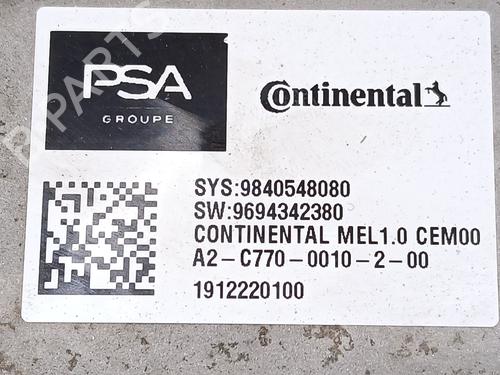 PSA
GROUPE
Continental
SYS:9840548080
SW:9694342380
CONTINENTAL MEL1.0 CEM00
A2-C770-0010-2-00
1912220100